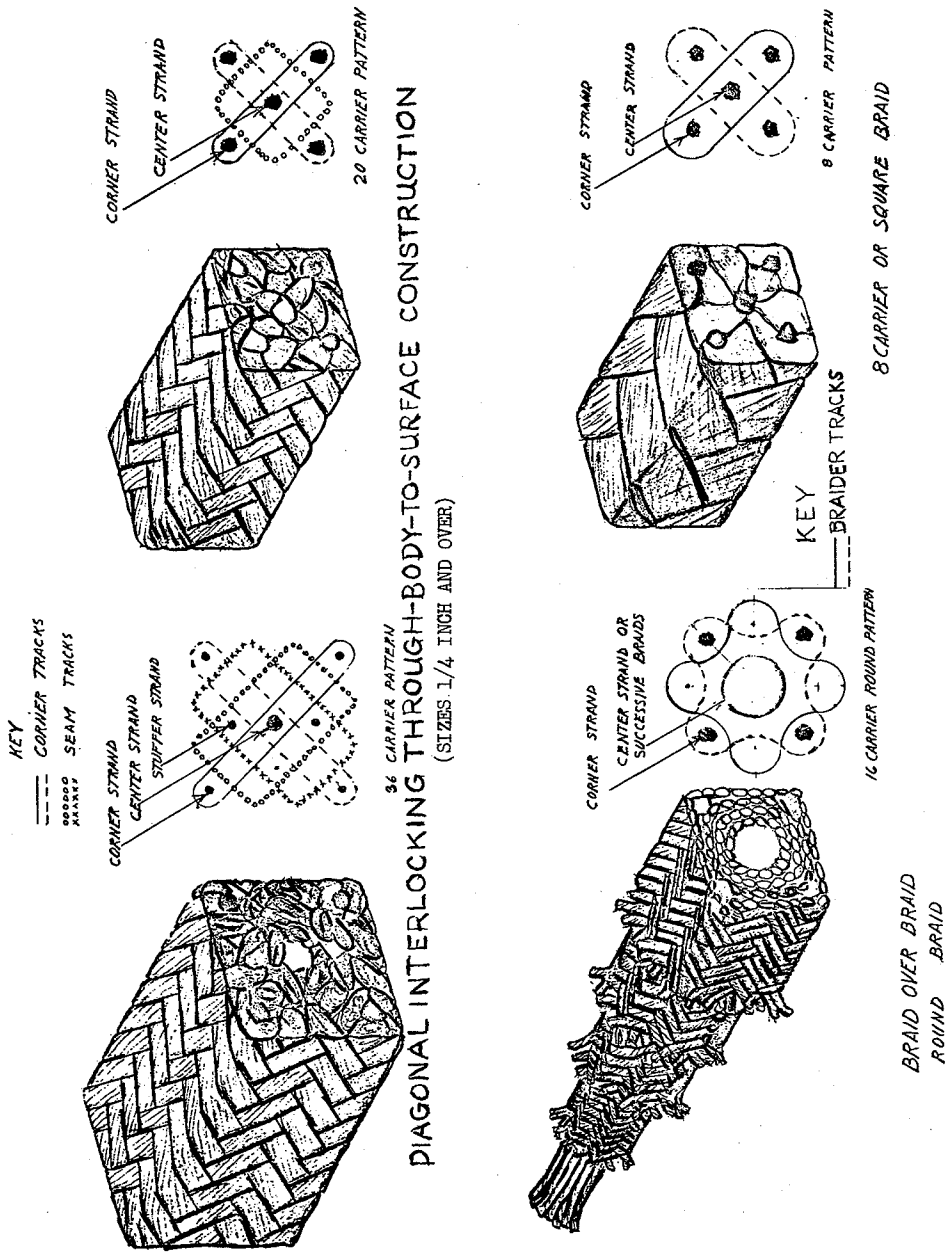 KEY
CORNER TRACKS
SEAM TRACKS
CORNER STRAND
CENTER STRAND
STUFFER STRAND
36 CARRIER PATTERN
CORNER STRAND
CENTER STRAND
20 CARRIER PATTERN
DIAGONAL INTERLOCKING THROUGH-BODY-TO-SURFACE CONSTRUCTION
(SIZES 1/4 INCH AND OVER)
CORNER STRAND
CENTER STRAND OR
SUCCESSIVE BRAIDS
16 CARRIER ROUND PATTERN
KEY
BRAIDER TRACKS
CORNER STRAND
CENTER STRAND
8 CARRIER PATTERN
BRAID OVER BRAID
ROUND BRAID
8 CARRIER OR SQUARE BRAID